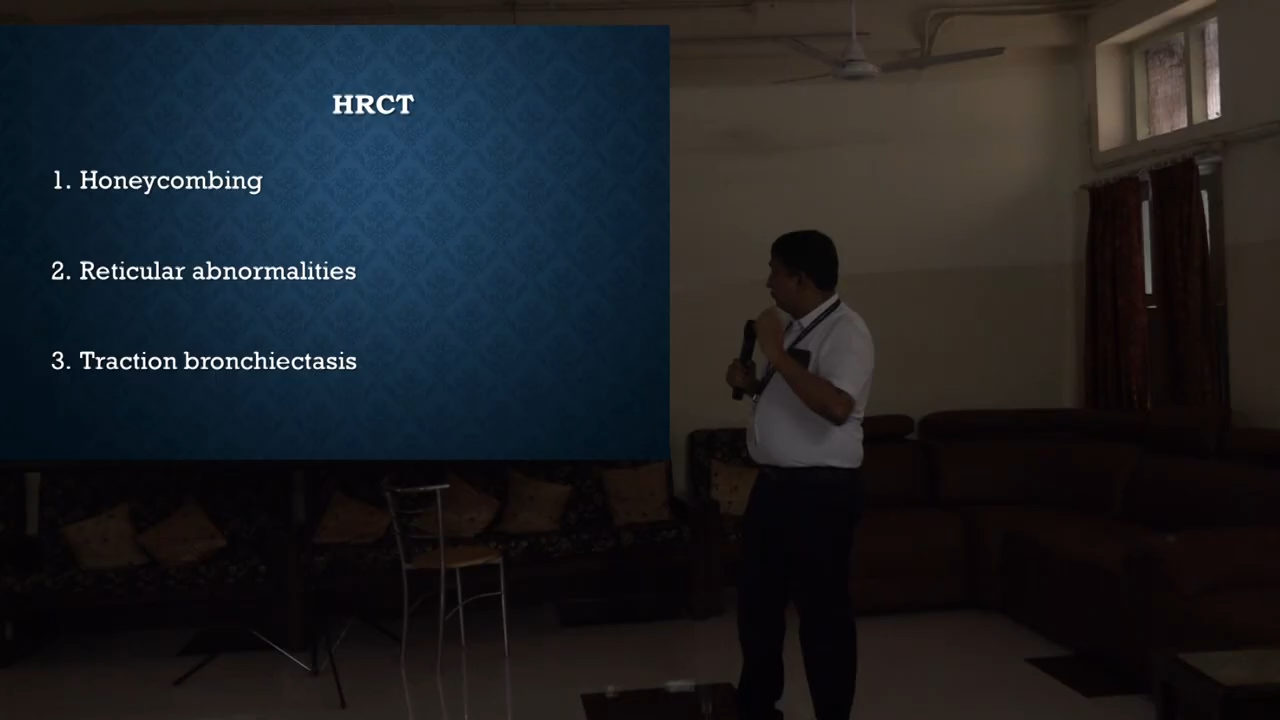 HRCT
1. Honeycombing
2. Reticular abnormalities
3. Traction bronchiectasis